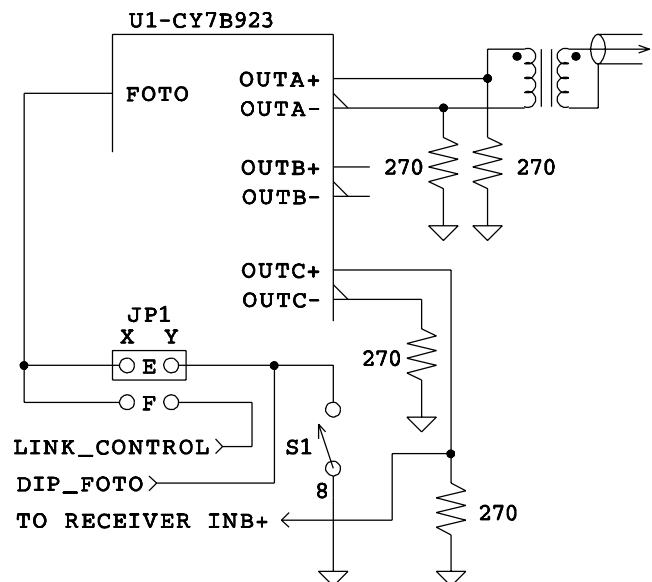 U1-CY7B923
FOTO
OUTA+
OUTA-
270
270
OUTB+
OUTB-
OUTC+
OUTC-
JP1
X Y
E
270
F
LINK_CONTROL
S1
DIP_FOTO
8
TO RECEIVER INB+
270